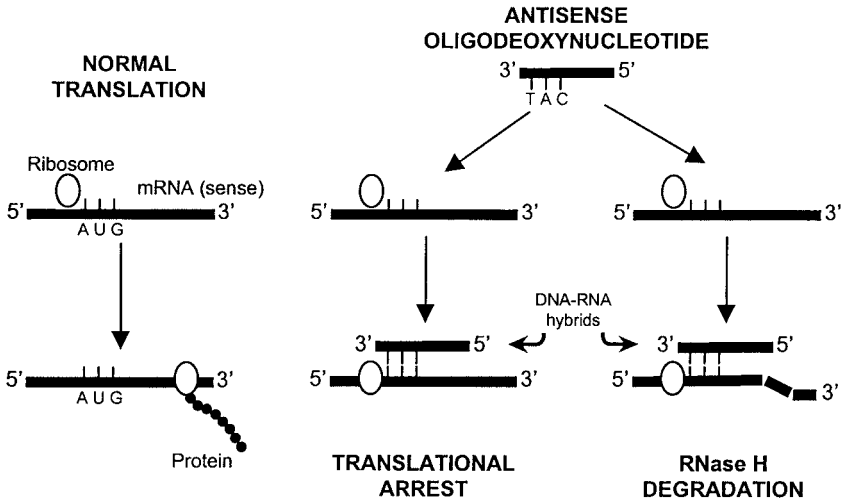 ANTISENSE
OLIGODEOXYNUCLEOTIDE
3’ 5’
T A C
NORMAL
TRANSLATION
Ribosome
mRNA (sense)
5’ 3’
A U G
5’ 3’
A U G
Protein
5’ 3’
3’ 5’
5’ 3’
TRANSLATIONAL
ARREST
DNA-RNA
hybrids
5’ 3’
3’ 5’
5’ 3’
RNase H
DEGRADATION